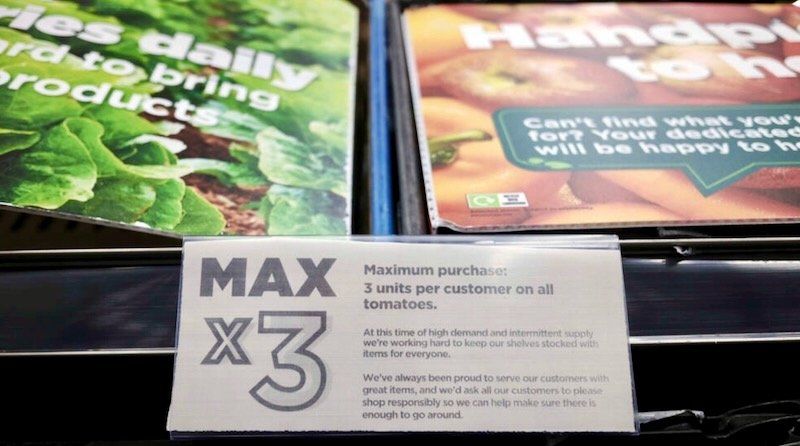 ries daily
ard to bring
products
Handpi
to h
Can't find what you'r
for? Your dedicated
will be happy to h
MAX
x3
Maximum purchase:
3 units per customer on all
tomatoes.
At this time of high demand and intermittent supply
we're working hard to keep our shelves stocked with
items for everyone.
We've always been proud to serve our customers with
great items, and we'd ask all our customers to please
shop responsibly so we can help make sure there is
enough to go around.